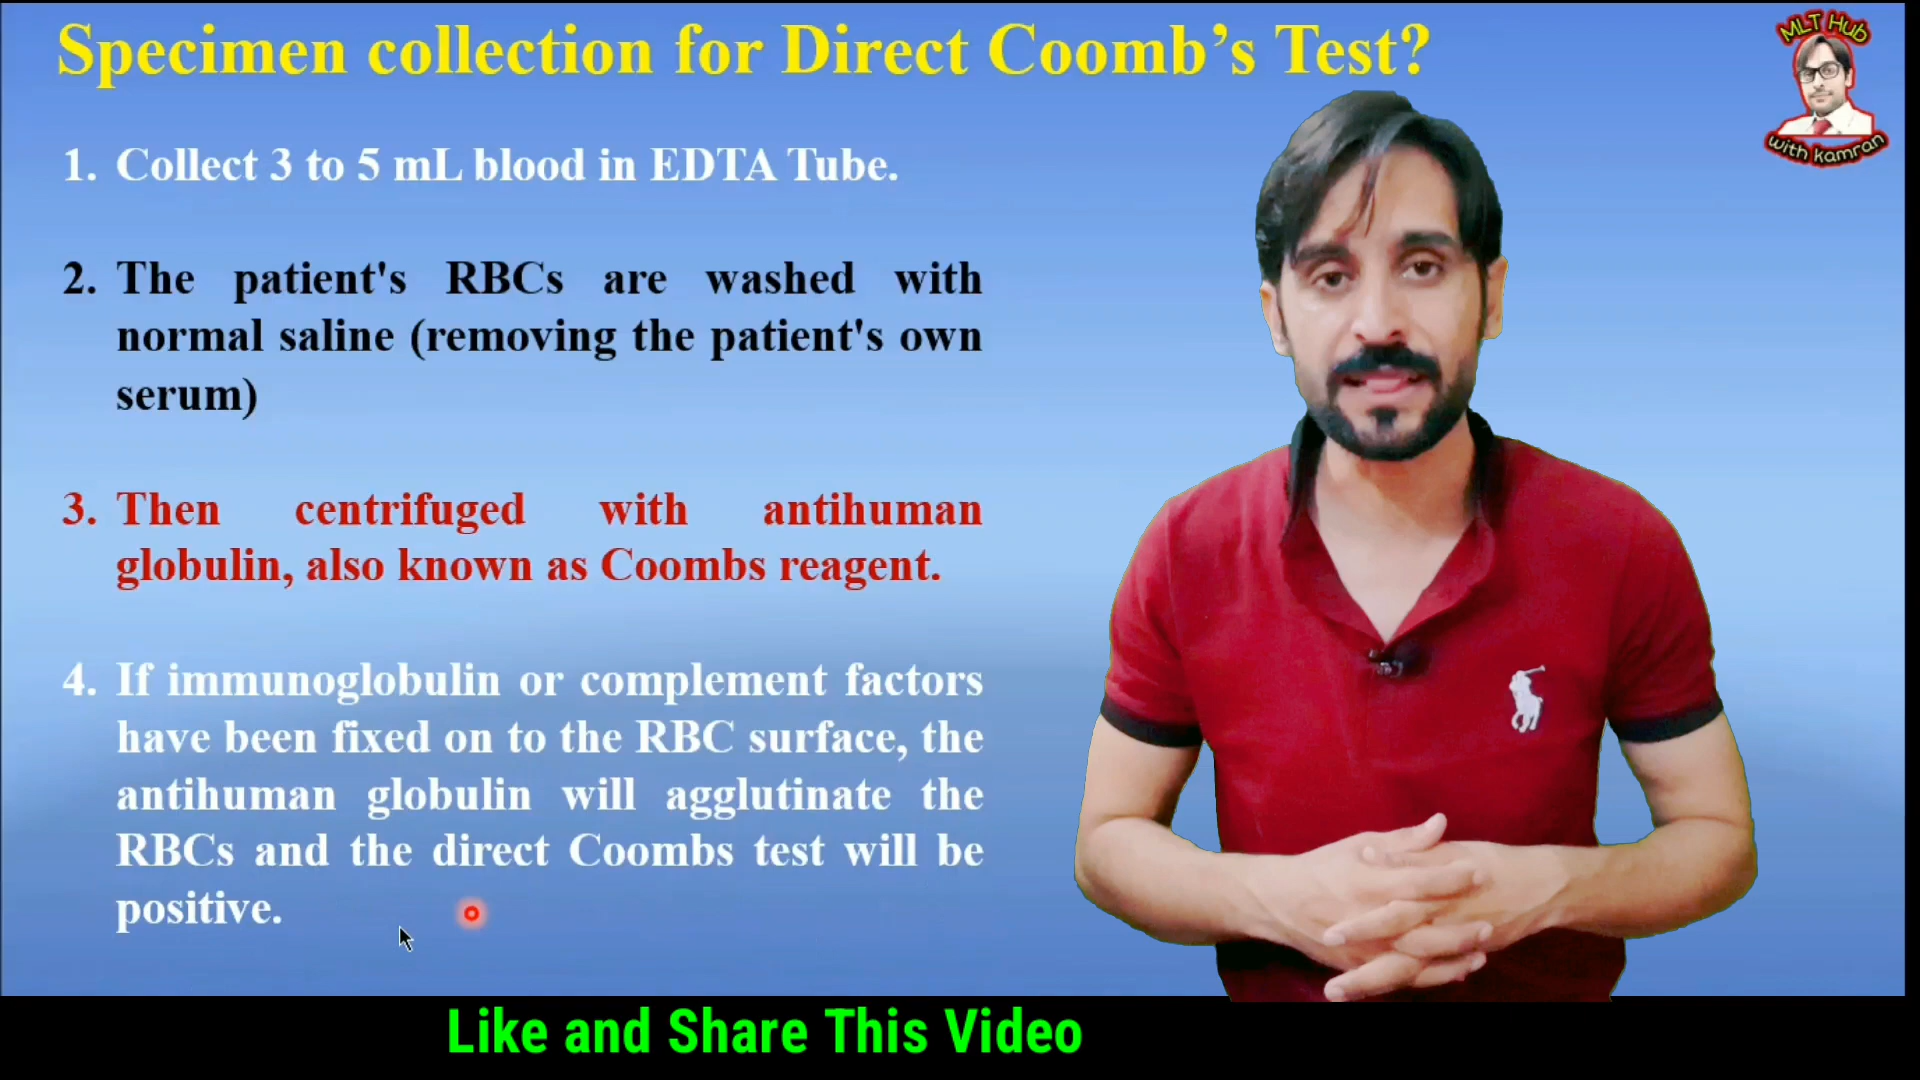 Specimen collection for Direct Coomb's Test?
MLT Hub
with kamran
1. Collect 3 to 5 mL blood in EDTA Tube.
2. The patient's RBCs are washed with
normal saline (removing the patient's own
serum)
3. Then centrifuged with antihuman
globulin, also known as Coombs reagent.
4. If immunoglobulin or complement factors
have been fixed on to the RBC surface, the
antihuman globulin will agglutinate the
RBCs and the direct Coombs test will be
positive.
Like and Share This Video